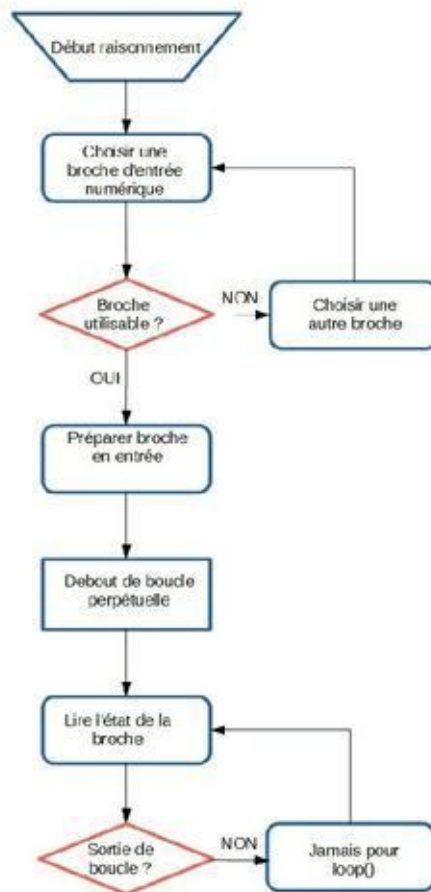 Début raisonnement
Choisir une
broche d'entrée
numérique
Broche
utilisable ?
NON
Choisir une
autre broche
OUI
Préparer broche
en entrée
Debout de boucle
perpétuelle
Lire l'état de la
broche
Sortie de
boucle ?
NON
Jamais pour
loop()